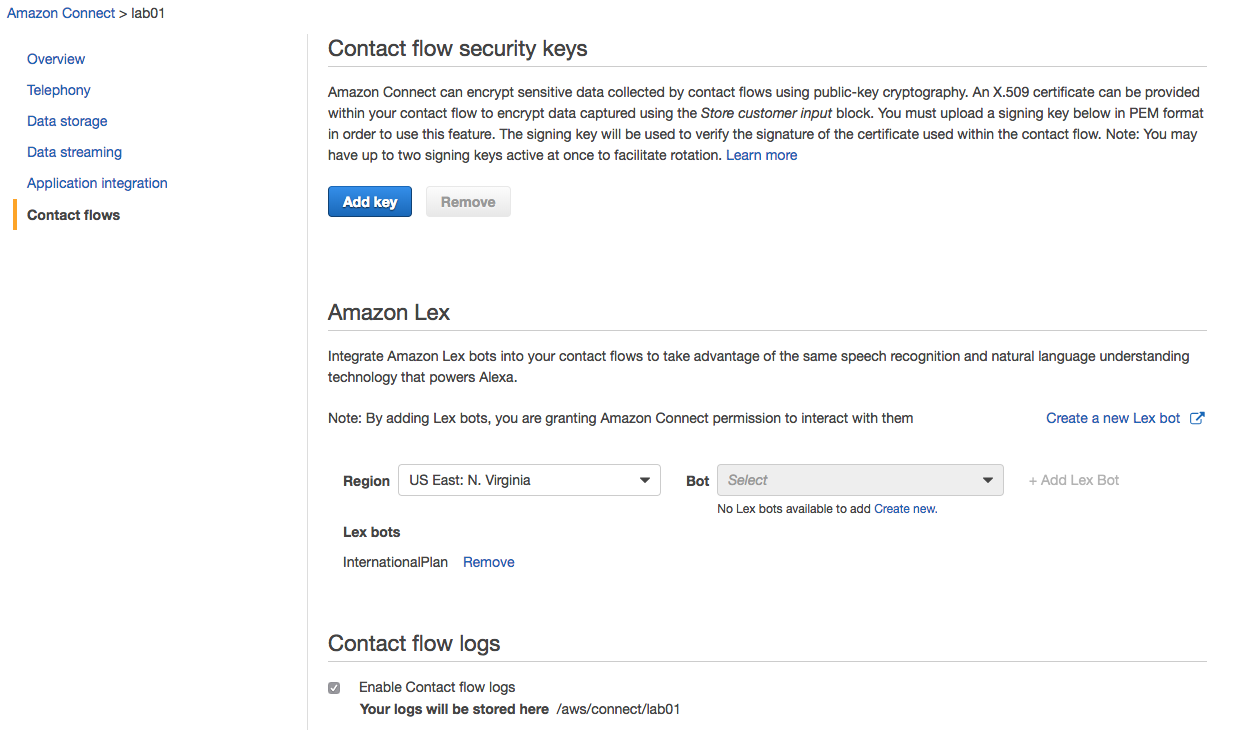 Amazon Connect > lab01
Overview
Telephony
Data storage
Data streaming
Application integration
Contact flows
Contact flow security keys
Amazon Connect can encrypt sensitive data collected by contact flows using public-key cryptography. An X.509 certificate can be provided
within your contact flow to encrypt data captured using the Store customer input block. You must upload a signing key below in PEM format
in order to use this feature. The signing key will be used to verify the signature of the certificate used within the contact flow. Note: You may
have up to two signing keys active at once to facilitate rotation. Learn more
Add key Remove
Amazon Lex
Integrate Amazon Lex bots into your contact flows to take advantage of the same speech recognition and natural language understanding
technology that powers Alexa.
Note: By adding Lex bots, you are granting Amazon Connect permission to interact with them Create a new Lex bot
Region US East: N. Virginia Bot Select + Add Lex Bot
No Lex bots available to add Create new.
Lex bots
InternationalPlan Remove
Contact flow logs
Enable Contact flow logs
Your logs will be stored here /aws/connect/lab01